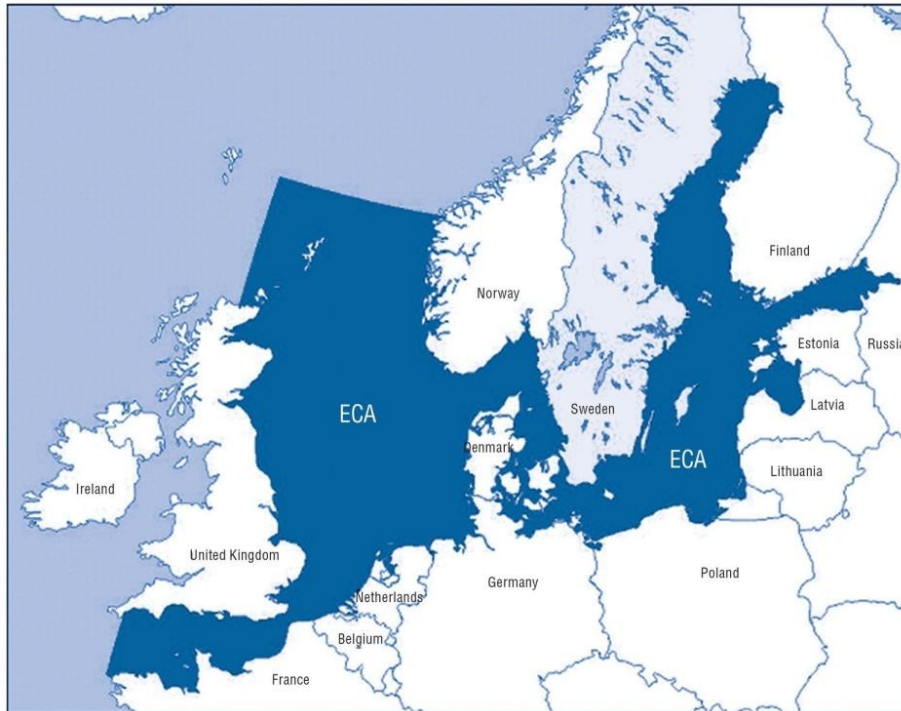 Finland
Norway
Estonia
Russia
Latvia
Sweden
ECA
Denmark
ECA
Lithuania
Ireland
United Kingdom
Poland
Germany
Netherlands
Belgium
France